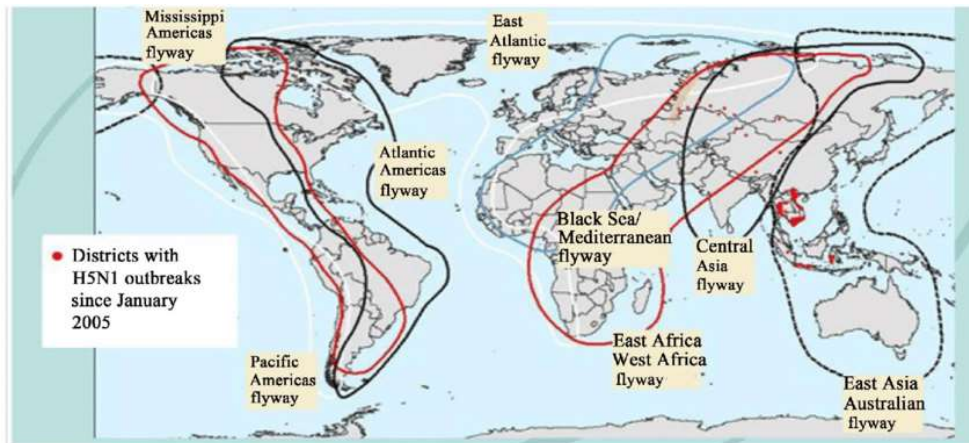 Mississippi
Americas
flyway
East
Atlantic
flyway
Atlantic
Americas
flyway
Black Sea/
Mediterranean
flyway
Central
Asia
flyway
• Districts with
H5N1 outbreaks
since January
2005
Pacific
Americas
flyway
East Africa
West Africa
flyway
East Asia
Australian
flyway